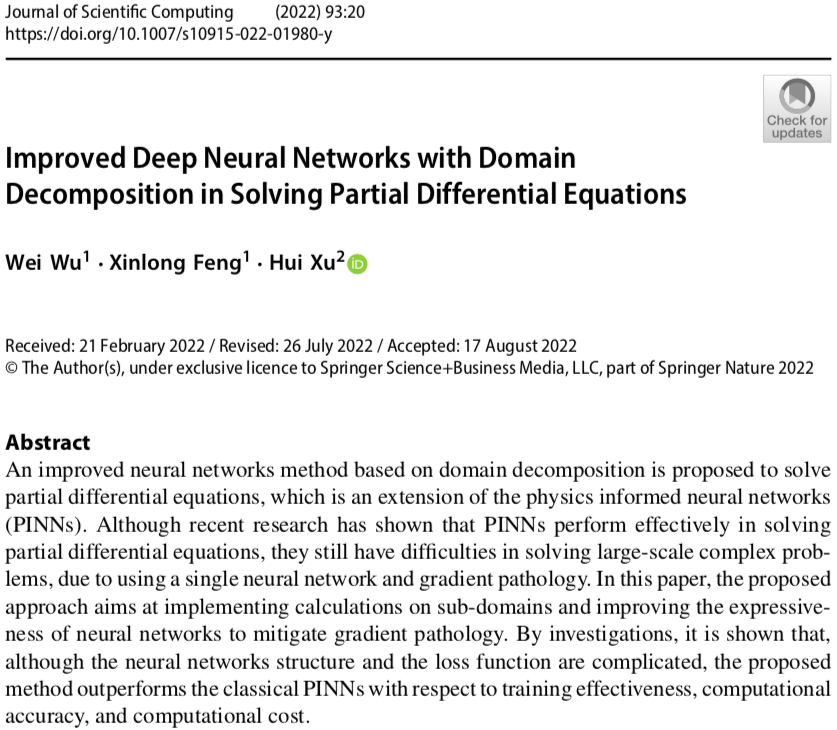 Journal of Scientific Computing (2022) 93:20
https://doi.org/10.1007/s10915-022-01980-y
Check for
updates
Improved Deep Neural Networks with Domain
Decomposition in Solving Partial Differential Equations
Wei Wu1 · Xinlong Feng1 · Hui Xu2 iD
Received: 21 February 2022 / Revised: 26 July 2022 / Accepted: 17 August 2022
© The Author(s), under exclusive licence to Springer Science+Business Media, LLC, part of Springer Nature 2022
Abstract
An improved neural networks method based on domain decomposition is proposed to solve
partial differential equations, which is an extension of the physics informed neural networks
(PINNs). Although recent research has shown that PINNs perform effectively in solving
partial differential equations, they still have difficulties in solving large-scale complex prob-
lems, due to using a single neural network and gradient pathology. In this paper, the proposed
approach aims at implementing calculations on sub-domains and improving the expressive-
ness of neural networks to mitigate gradient pathology. By investigations, it is shown that,
although the neural networks structure and the loss function are complicated, the proposed
method outperforms the classical PINNs with respect to training effectiveness, computational
accuracy, and computational cost.